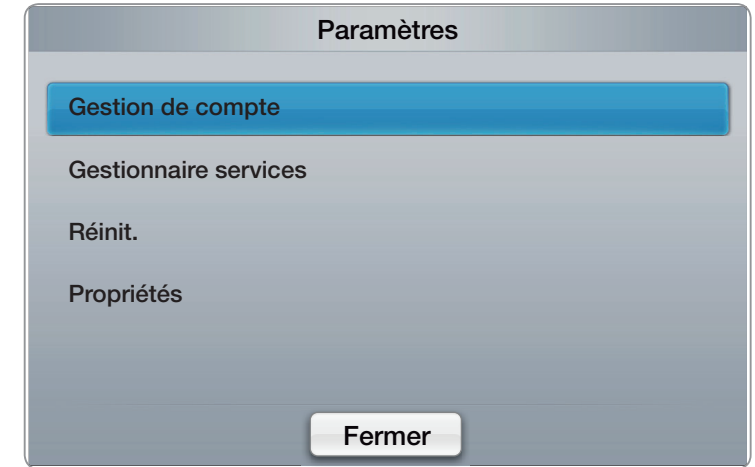 Paramètres
Gestion de compte
Gestionnaire services
Réinit.
Propriétés
Fermer